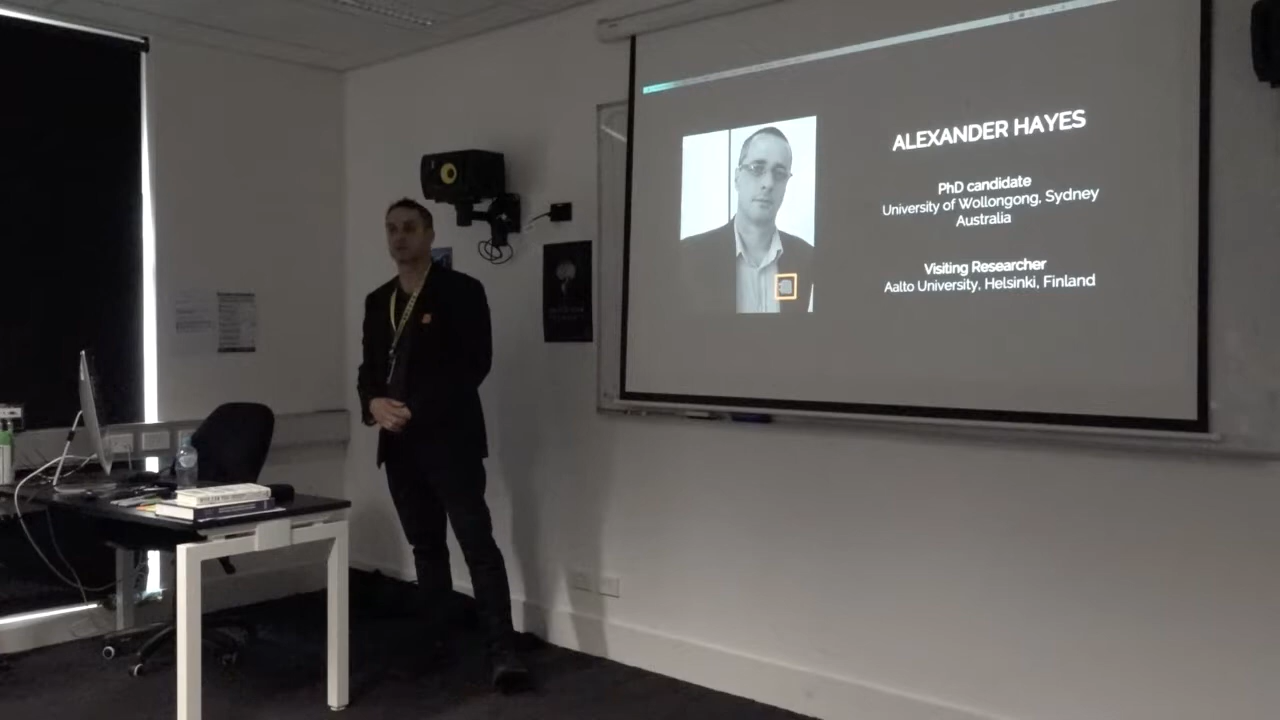 ALEXANDER HAYES
PhD candidate
University of Wollongong, Sydney
Australia
Visiting Researcher
Aalto University, Helsinki, Finland